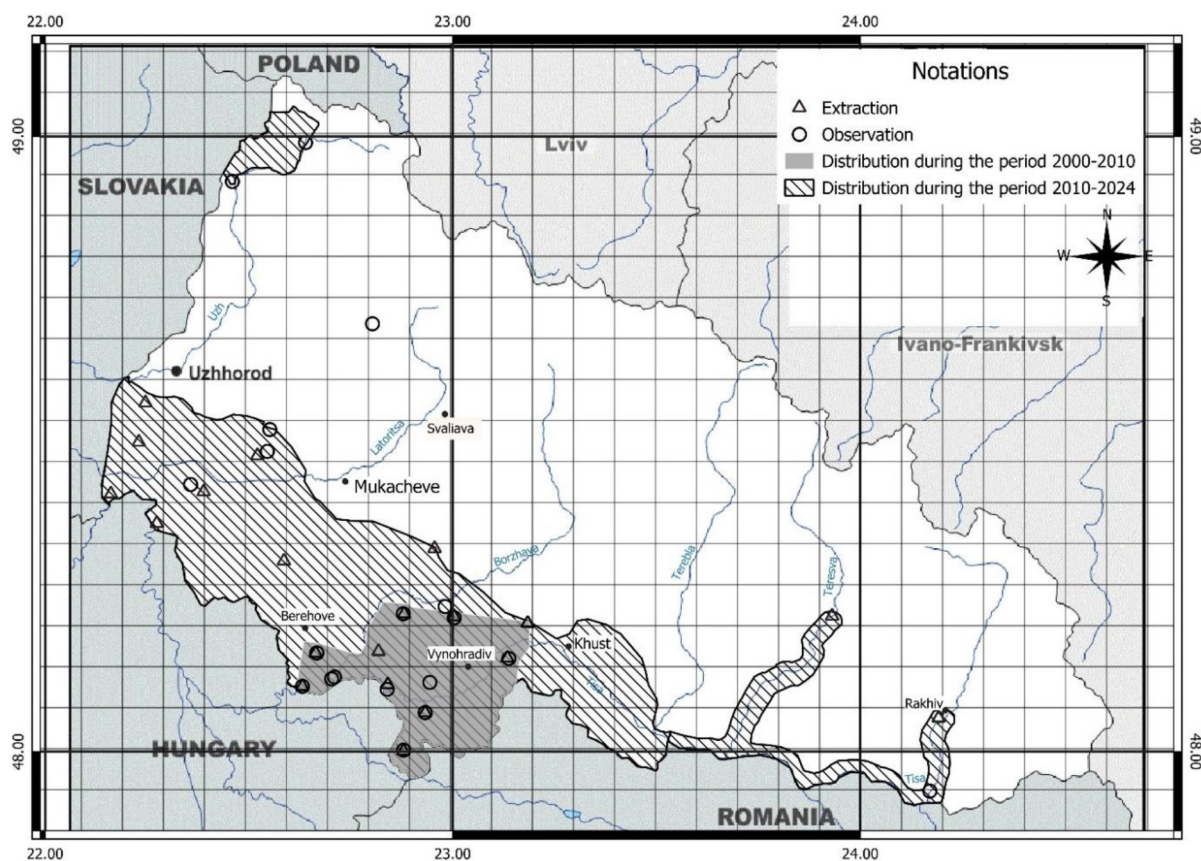 22.00 23.00 24.00
POLAND
Notations
Extraction
Observation
Distribution during the period 2000-2010
Distribution during the period 2010-2024
49.00
49.00
Lviv
SLOVAKIA
N
W E
S
Uzh
Ivano-Frankivsk
Uzhhorod
Svaliava
Latoritsa
Mukacheve
Borzhava
Terebla
Teresva
Berehove
Vynohradiv
Khust
Tisa
Rakhiv
HUNGARY
48.00
48.00
Tisa
ROMANIA
22.00 23.00 24.00